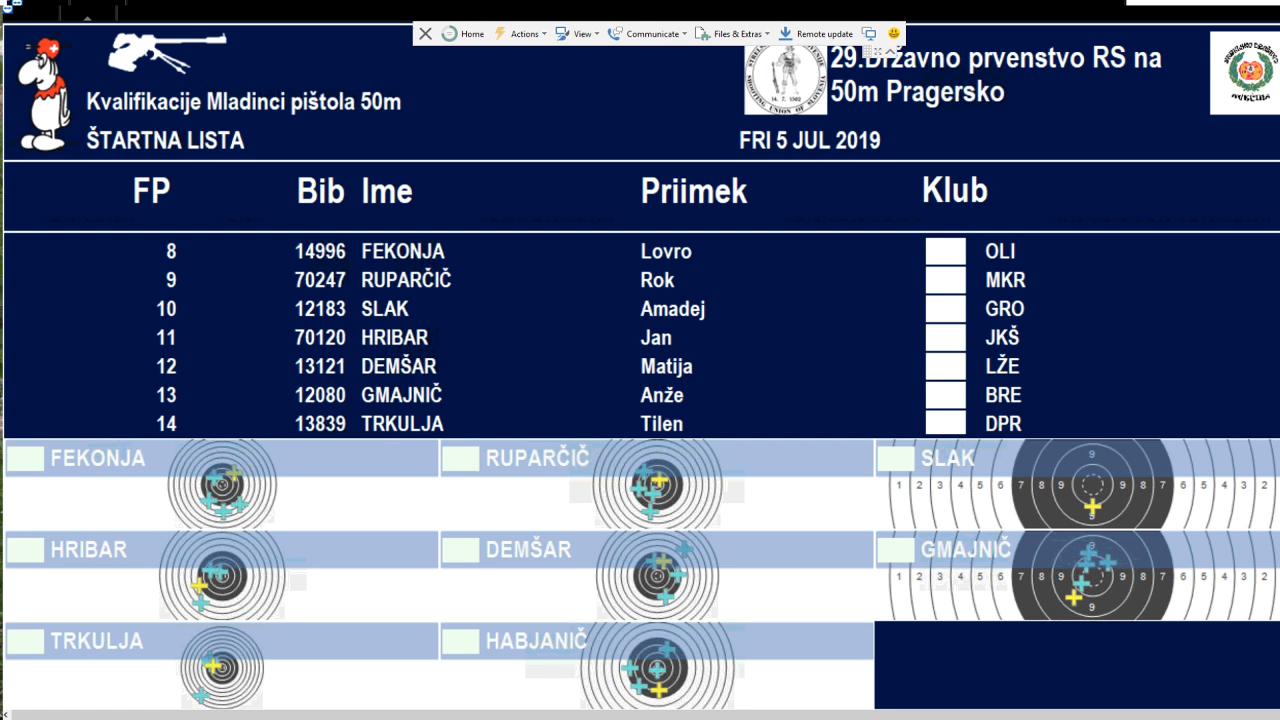 Home Actions View Communicate Files & Extras Remote update
29.Državno prvenstvo RS na
50m Pragersko
Kvalifikacije Mladinci pištola 50m
ŠTARTNA LISTA
FRI 5 JUL 2019
FP Bib Ime Priimek Klub
8 14996 FEKONJA Lovro OLI
9 70247 RUPARČIČ Rok MKR
10 12183 SLAK Amadej GRO
11 70120 HRIBAR Jan JKŠ
12 13121 DEMŠAR Matija LŽE
13 12080 GMAJNIČ Anže BRE
14 13839 TRKULJA Tilen DPR
FEKONJA RUPARČIČ SLAK
9
1 2 3 4 5 6 7 8 9 9 8 7 6 5 4 3 2
HRIBAR DEMŠAR GMAJNIČ
1 2 3 4 5 6 7 8 9 9 8 7 6 5 4 3 2
9
TRKULJA HABJANIČ